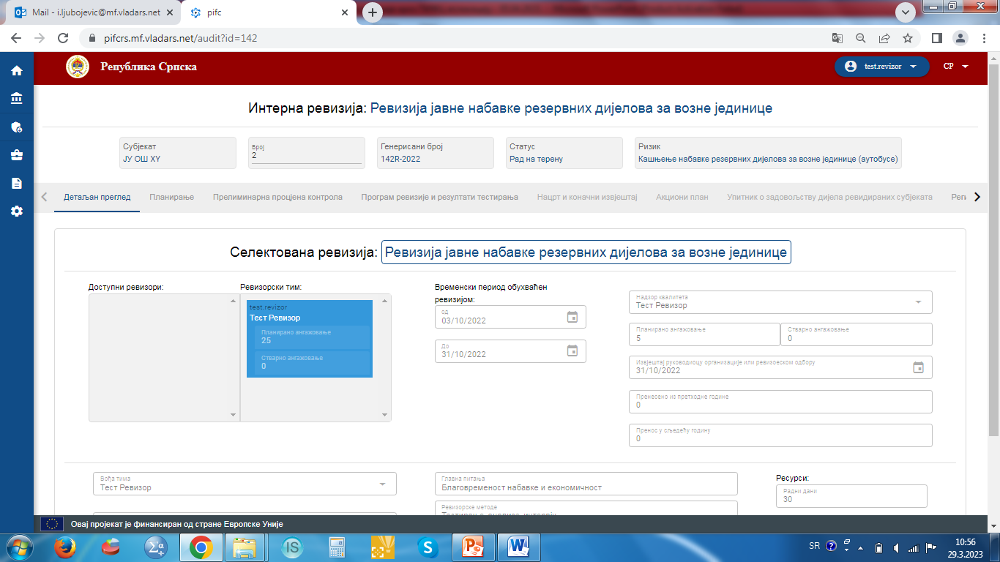 Mail - i.ljubojevic@mf.vladars.net
pifc
pifcrs.mf.vladars.net/audit?id=142
Република Српска
test.revizor
СР
Интерна ревизија: Ревизија јавне набавке резервних дијелова за возне јединице
Субјекат
ЈУ ОШ XY
Број
2
Генерисани број
142R-2022
Статус
Рад на терену
Ризик
Кашњење набавке резервних дијелова за возне јединице (аутобусе)
Детаљан преглед
Планирање
Прелиминарна процјена контрола
Програм ревизије и резултати тестирања
Нацрт и коначни извјештај
Акциони план
Упитник о задовољству дијела ревидираних субјеката
Селектована ревизија: Ревизија јавне набавке резервних дијелова за возне јединице
Доступни ревизори:
Ревизорски тим:
test.revizor
Тест Ревизор
Планирано ангажовање
25
Стварно ангажовање
0
Временски период обухваћен
ревизијом:
од
03/10/2022
До
31/10/2022
Надзор квалитета
Тест Ревизор
Планирано ангажовање
5
Стварно ангажовање
0
Извјештај руководиоцу организације или ревизоеском одбору
31/10/2022
Пренесено из претходне године
0
Пренос у сљедећу годину
0
Вођа тима
Тест Ревизор
Главна питања
Благовременост набавке и економичност
Ревизорске методе
Ресурси:
Радни дани
30
Овај пројекат је финансиран од стране Европске Уније
SR
10:56
29.3.2023